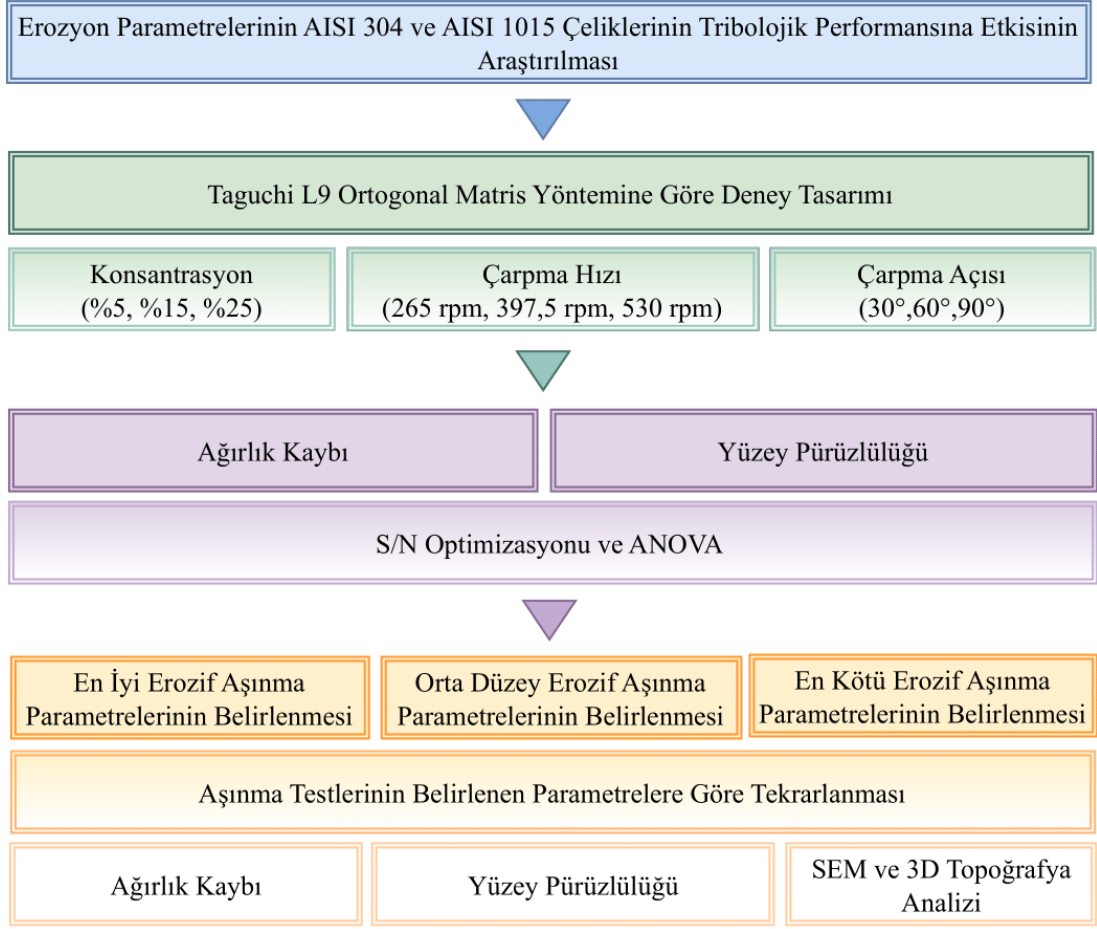 Erozyon Parametrelerinin AISI 304 ve AISI 1015 Çeliklerinin Tribolojik Performansına Etkisinin
Araştırılması
Taguchi L9 Ortogonal Matris Yöntemine Göre Deney Tasarımı
Konsantrasyon
(%5, %15, %25)
Çarpma Hızı
(265 rpm, 397,5 rpm, 530 rpm)
Çarpma Açısı
(30°,60°,90°)
Ağırlık Kaybı
Yüzey Pürüzlülüğü
S/N Optimizasyonu ve ANOVA
En İyi Erozif Aşınma
Parametrelerinin Belirlenmesi
Orta Düzey Erozif Aşınma
Parametrelerinin Belirlenmesi
En Kötü Erozif Aşınma
Parametrelerinin Belirlenmesi
Aşınma Testlerinin Belirlenen Parametrelere Göre Tekrarlanması
Ağırlık Kaybı
Yüzey Pürüzlülüğü
SEM ve 3D Topoğrafya
Analizi